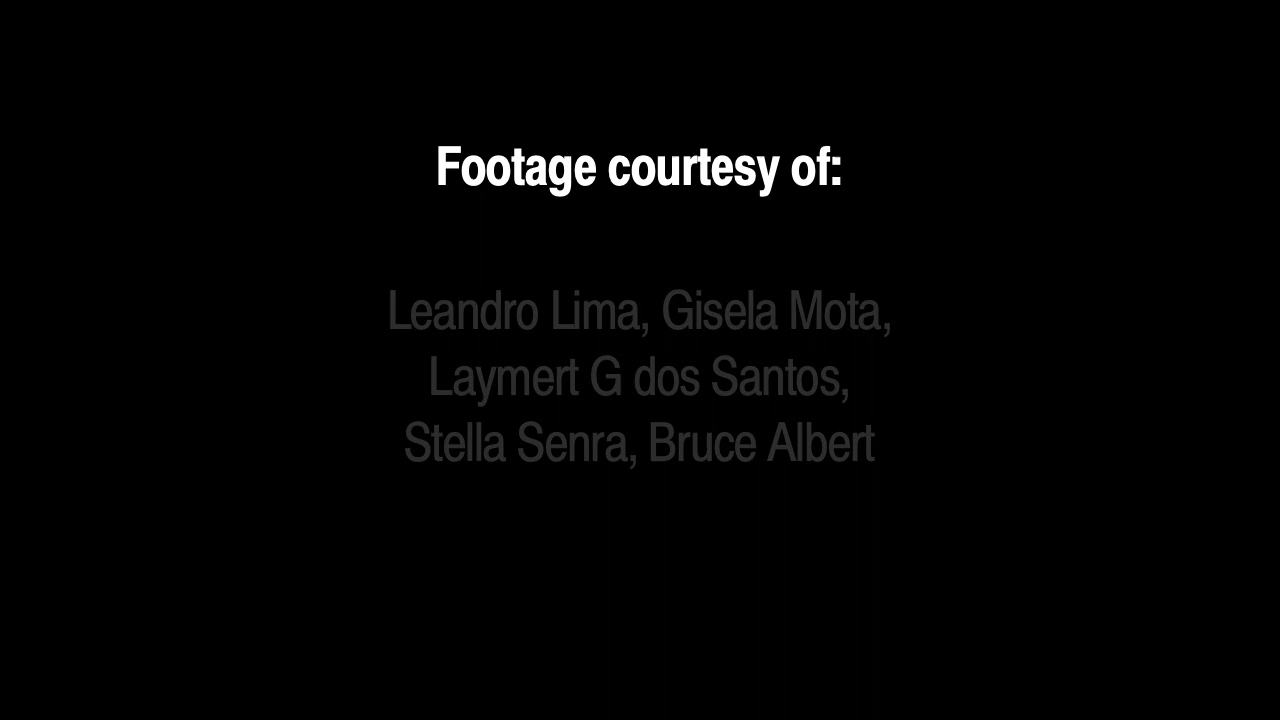 Footage courtesy of:
Leandro Lima, Gisela Mota,
Laymert G dos Santos,
Stella Senra, Bruce Albert